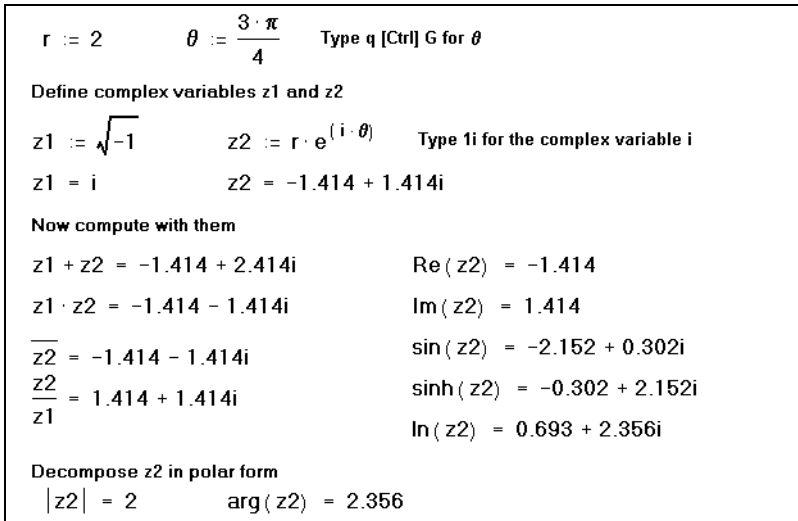 r := 2 θ := 3 · π / 4 Type q [Ctrl] G for θ
Define complex variables z1 and z2
z1 := √−1 z2 := r · e^(i · θ) Type 1i for the complex variable i
z1 = i z2 = −1.414 + 1.414i
Now compute with them
z1 + z2 = −1.414 + 2.414i Re( z2) = −1.414
z1 · z2 = −1.414 − 1.414i Im( z2) = 1.414
z̅2̅ = −1.414 − 1.414i sin( z2) = −2.152 + 0.302i
z2 / z1 = 1.414 + 1.414i sinh( z2) = −0.302 + 2.152i
ln( z2) = 0.693 + 2.356i
Decompose z2 in polar form
|z2| = 2 arg( z2) = 2.356